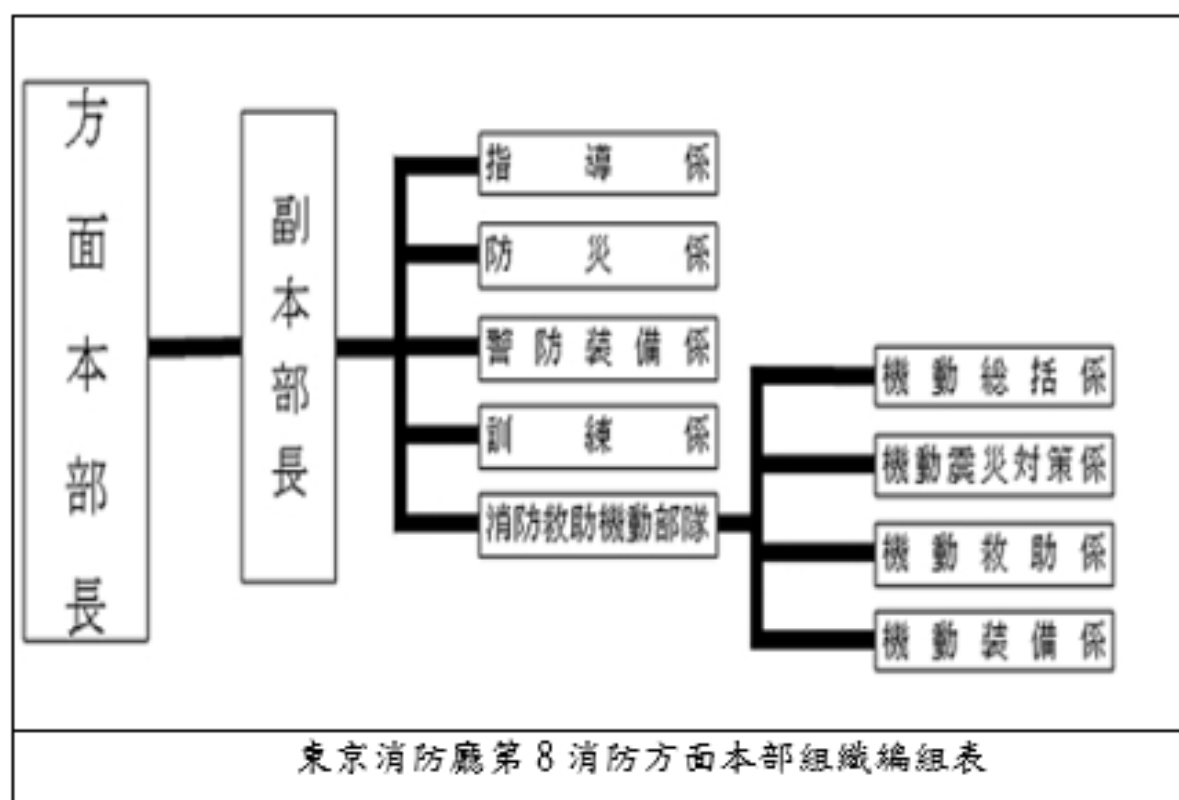 方面本部長
副本部長
指導係
防災係
警防装備係
訓練係
消防救助機動部隊
機動総括係
機動震災対策係
機動救助係
機動装備係
東京消防廳第8消防方面本部組織編組表